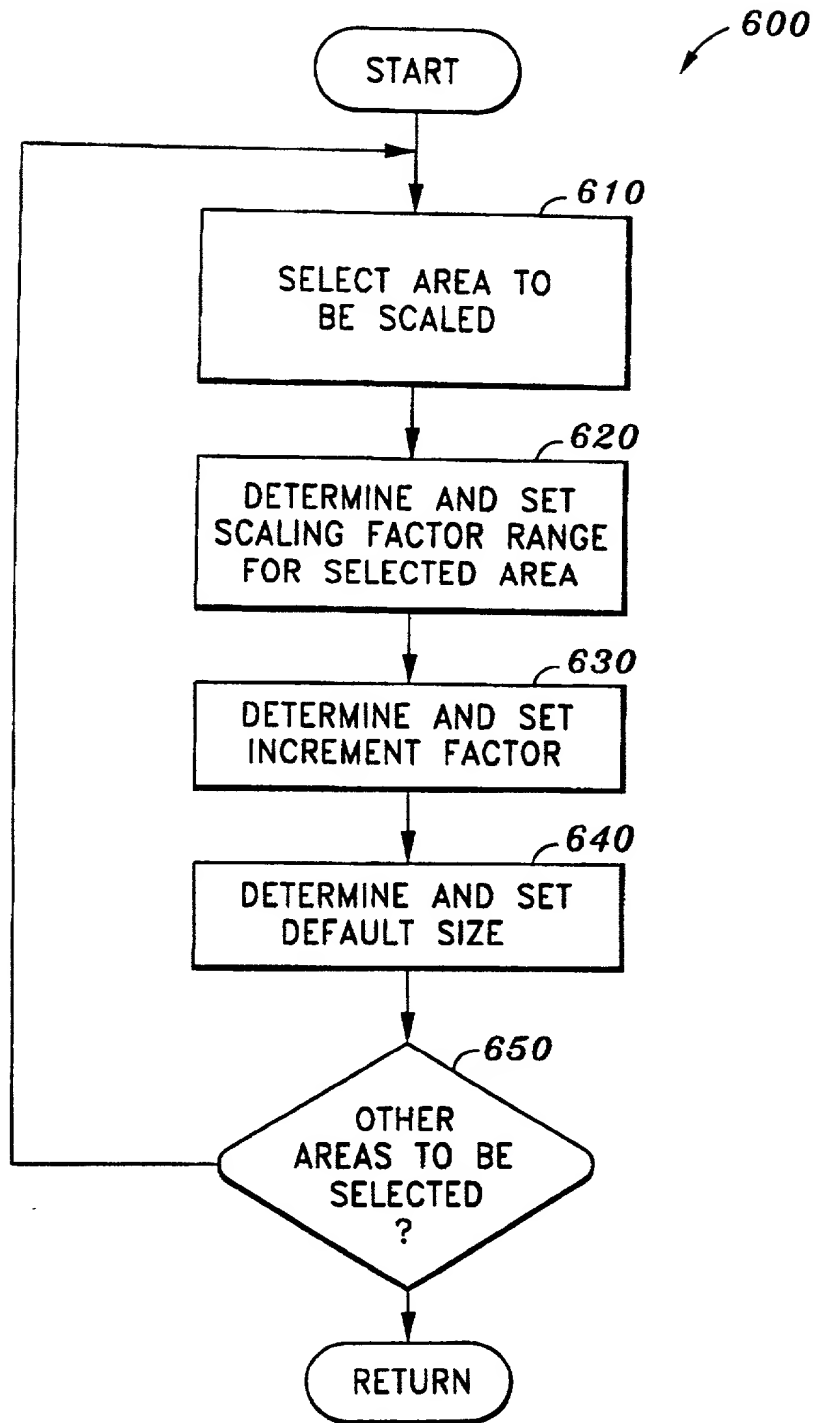 600
START
610
SELECT AREA TO
BE SCALED
620
DETERMINE AND SET
SCALING FACTOR RANGE
FOR SELECTED AREA
630
DETERMINE AND SET
INCREMENT FACTOR
640
DETERMINE AND SET
DEFAULT SIZE
650
OTHER
AREAS TO BE
SELECTED
?
RETURN